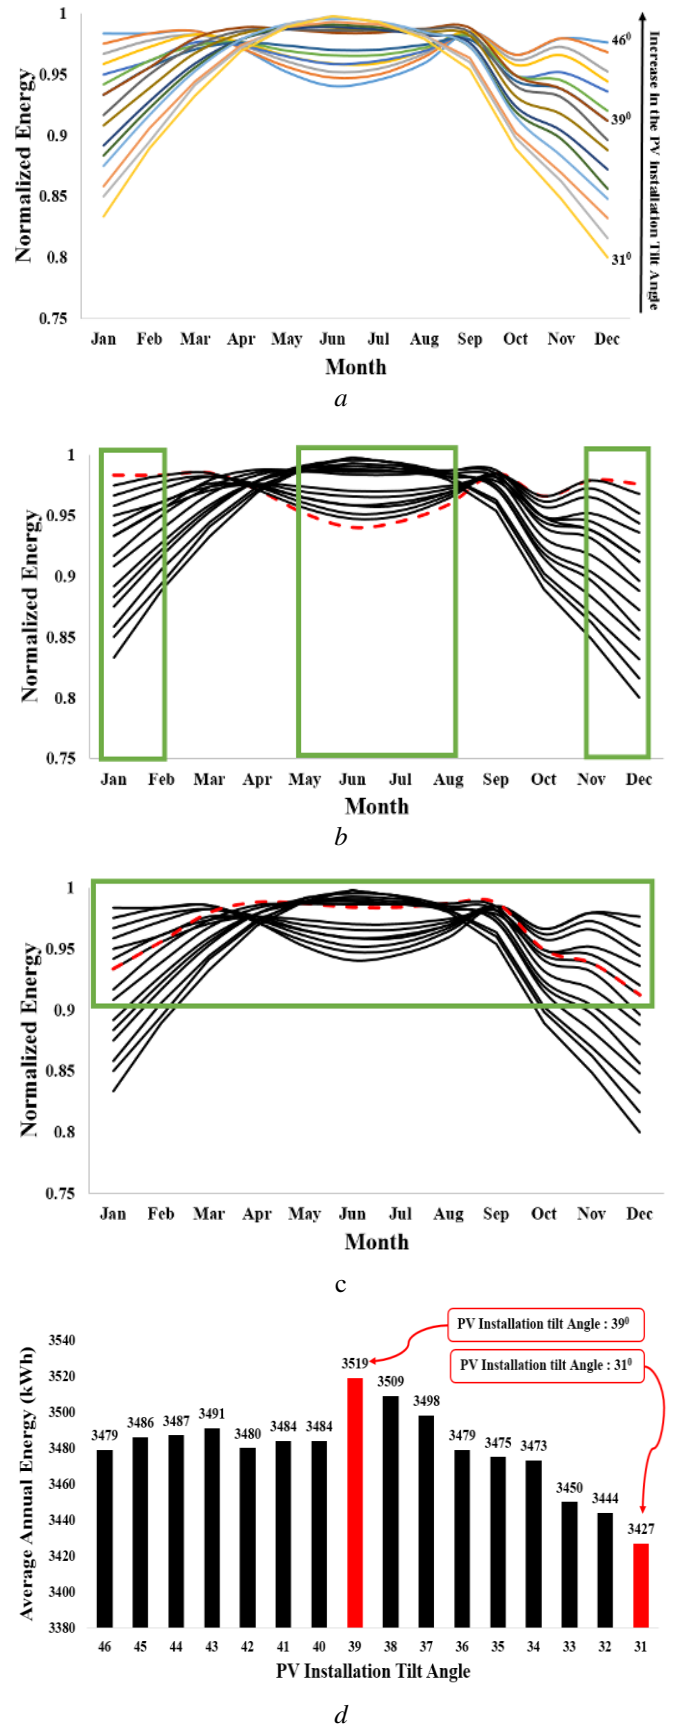 1
0.95
0.9
0.85
0.8
0.75
Normalized Energy
46⁰
39⁰
31⁰
Increase in the PV installation Tilt Angle
Jan Feb Mar Apr May Jun Jul Aug Sep Oct Nov Dec
Month
a
1
0.95
0.9
0.85
0.8
0.75
Normalized Energy
Jan Feb Mar Apr May Jun Jul Aug Sep Oct Nov Dec
Month
b
1
0.95
0.9
0.85
0.8
0.75
Normalized Energy
Jan Feb Mar Apr May Jun Jul Aug Sep Oct Nov Dec
Month
c
PV Installation tilt Angle : 39⁰
PV Installation tilt Angle : 31⁰
3540
3520
3500
3480
3460
3440
3420
3400
3380
Average Annual Energy (kWh)
3479 3486 3487 3491 3480 3484 3484 3519 3509 3498 3479 3475 3473 3450 3444 3427
46 45 44 43 42 41 40 39 38 37 36 35 34 33 32 31
PV Installation Tilt Angle
d